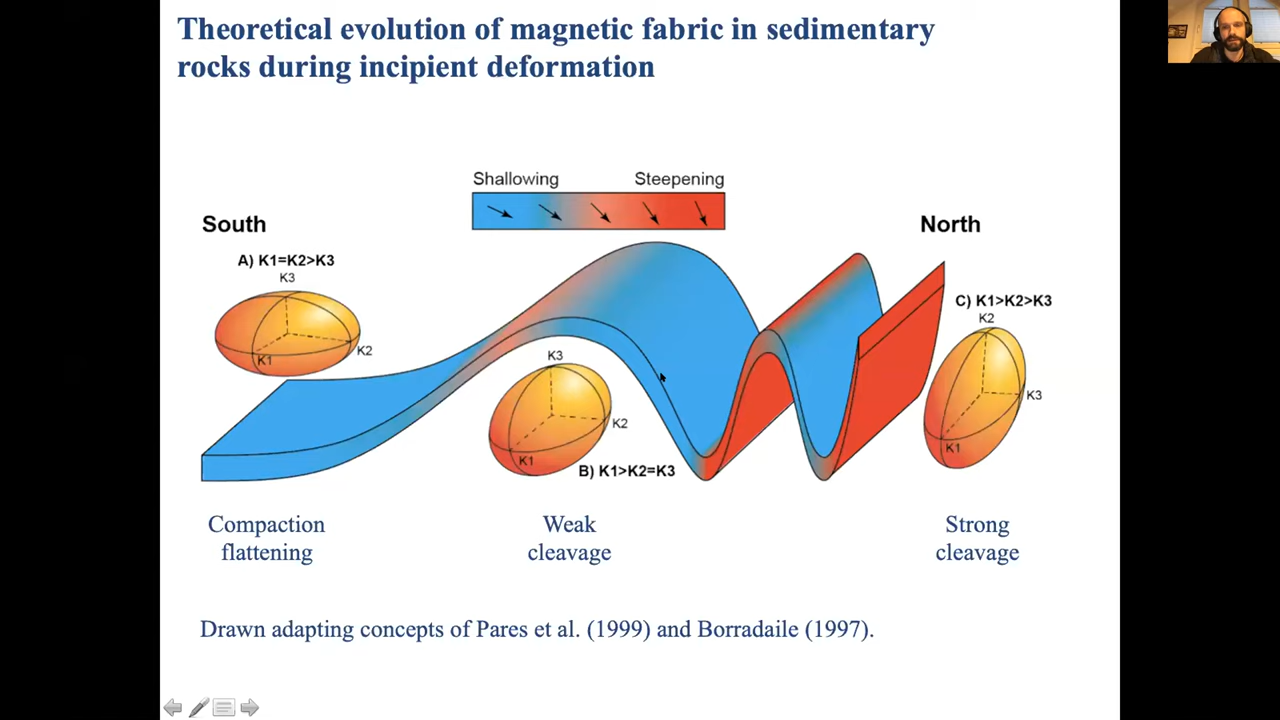 Theoretical evolution of magnetic fabric in sedimentary
rocks during incipient deformation
Shallowing
Steepening
South
North
A) K1=K2>K3
K3
K1
K2
K3
K2
K1
B) K1>K2=K3
C) K1>K2>K3
K2
K3
K1
Compaction
flattening
Weak
cleavage
Strong
cleavage
Drawn adapting concepts of Pares et al. (1999) and Borradaile (1997).